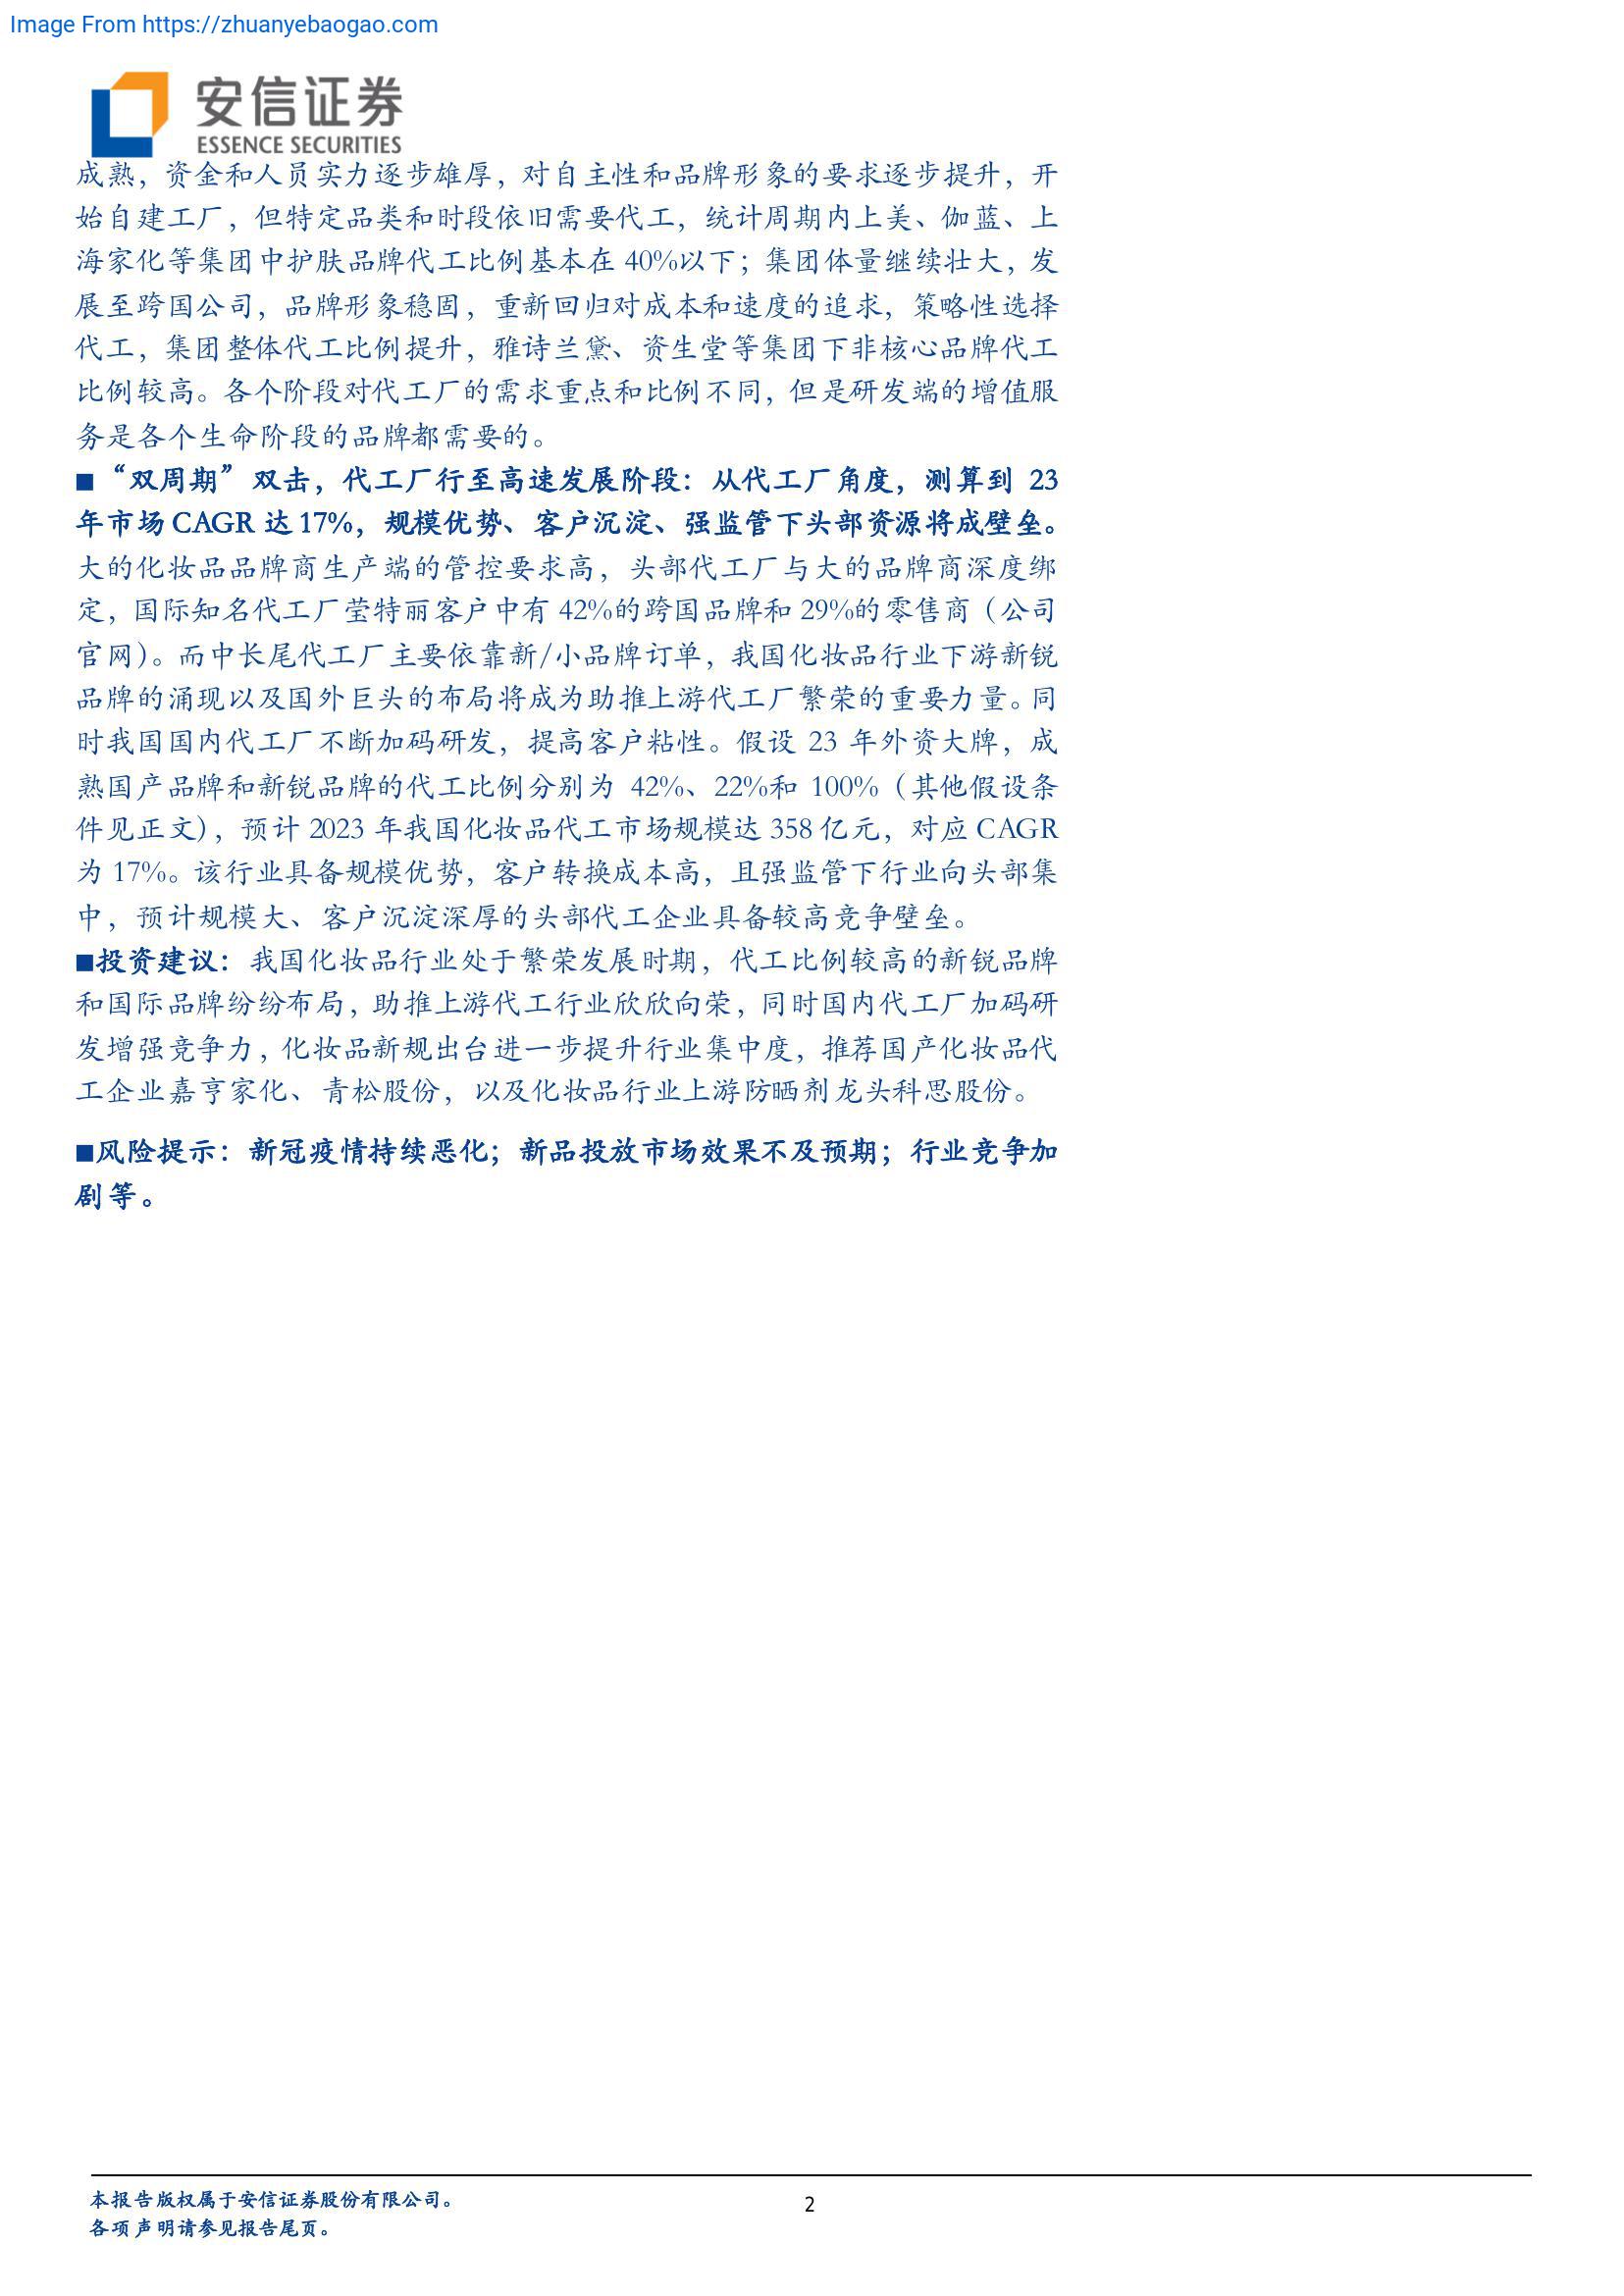 Image From https://zhuanyebaogao.com
安信证券
ESSENCE SECURITIES
成熟，资金和人员实力逐步雄厚，对自主性和品牌形象的要求逐步提升，开
始自建工厂，但特定品类和时段依旧需要代工，统计周期内上美、伽蓝、上
海家化等集团中护肤品牌代工比例基本在 40%以下；集团体量继续壮大，发
展至跨国公司，品牌形象稳固，重新回归对成本和速度的追求，策略性选择
代工，集团整体代工比例提升，雅诗兰黛、资生堂等集团下非核心品牌代工
比例较高。各个阶段对代工厂的需求重点和比例不同，但是研发端的增值服
务是各个生命阶段的品牌都需要的。
■“双周期”双击，代工厂行至高速发展阶段：从代工厂角度，测算到 23
年市场 CAGR 达 17%，规模优势、客户沉淀、强监管下头部资源将成壁垒。
大的化妆品品牌商生产端的管控要求高，头部代工厂与大的品牌商深度绑
定，国际知名代工厂莹特丽客户中有 42%的跨国品牌和 29%的零售商（公司
官网）。而中长尾代工厂主要依靠新/小品牌订单，我国化妆品行业下游新锐
品牌的涌现以及国外巨头的布局将成为助推上游代工厂繁荣的重要力量。同
时我国国内代工厂不断加码研发，提高客户粘性。假设 23 年外资大牌，成
熟国产品牌和新锐品牌的代工比例分别为 42%、22%和 100%（其他假设条
件见正文），预计 2023 年我国化妆品代工市场规模达 358 亿元，对应 CAGR
为 17%。该行业具备规模优势，客户转换成本高，且强监管下行业向头部集
中，预计规模大、客户沉淀深厚的头部代工企业具备较高竞争壁垒。
■投资建议：我国化妆品行业处于繁荣发展时期，代工比例较高的新锐品牌
和国际品牌纷纷布局，助推上游代工行业欣欣向荣，同时国内代工厂加码研
发增强竞争力，化妆品新规出台进一步提升行业集中度，推荐国产化妆品代
工企业嘉亨家化、青松股份，以及化妆品行业上游防晒剂龙头科思股份。
■风险提示：新冠疫情持续恶化；新品投放市场效果不及预期；行业竞争加
剧等。
本报告版权属于安信证券股份有限公司。
2
各项声明请参见报告尾页。